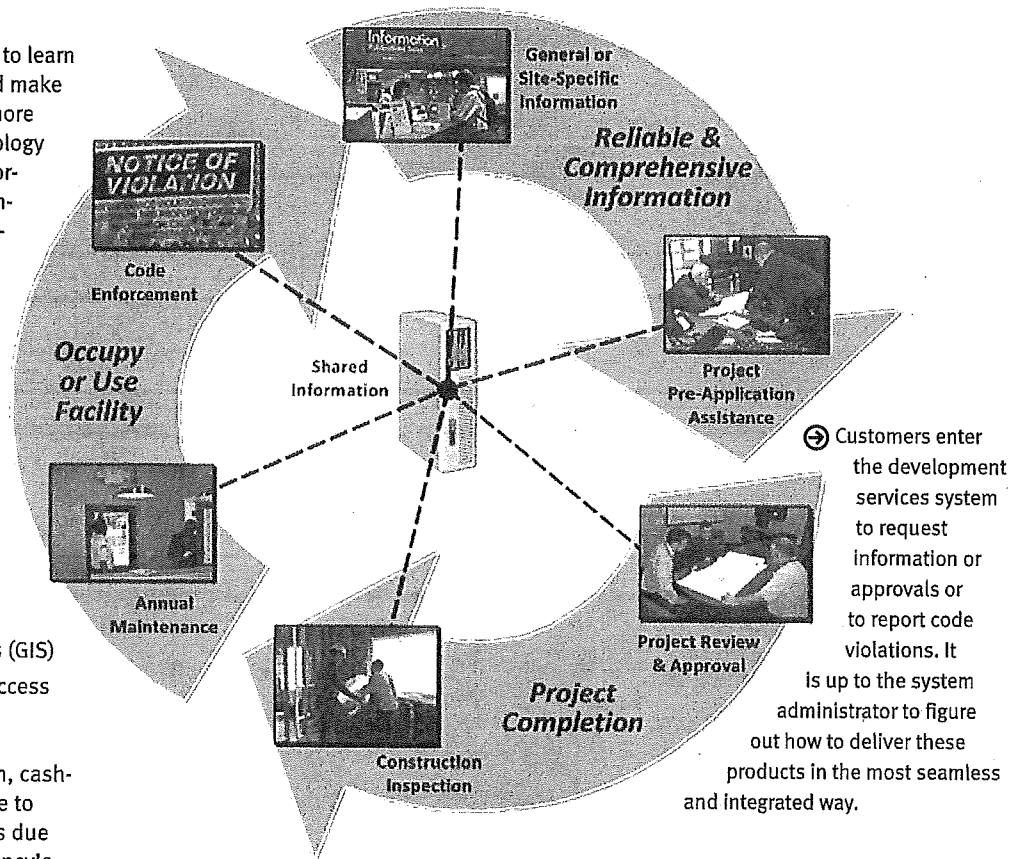 to learn
d make
nore
ology
or-
n-
-
Information
General or
Site-Specific
Information
Reliable &
Comprehensive
Information
NOTICE OF
VIOLATION
Code
Enforcement
Occupy
or Use
Facility
Shared
Information
Project
Pre-Application
Assistance
Customers enter
the development
services system
to request
information or
approvals or
to report code
violations. It
is up to the system
administrator to figure
out how to deliver these
products in the most seamless
and integrated way.
Annual
Maintenance
Project Review
& Approval
Project
Completion
Construction
Inspection
s (GIS)
ccess
n, cash-
e to
s due
ncy's